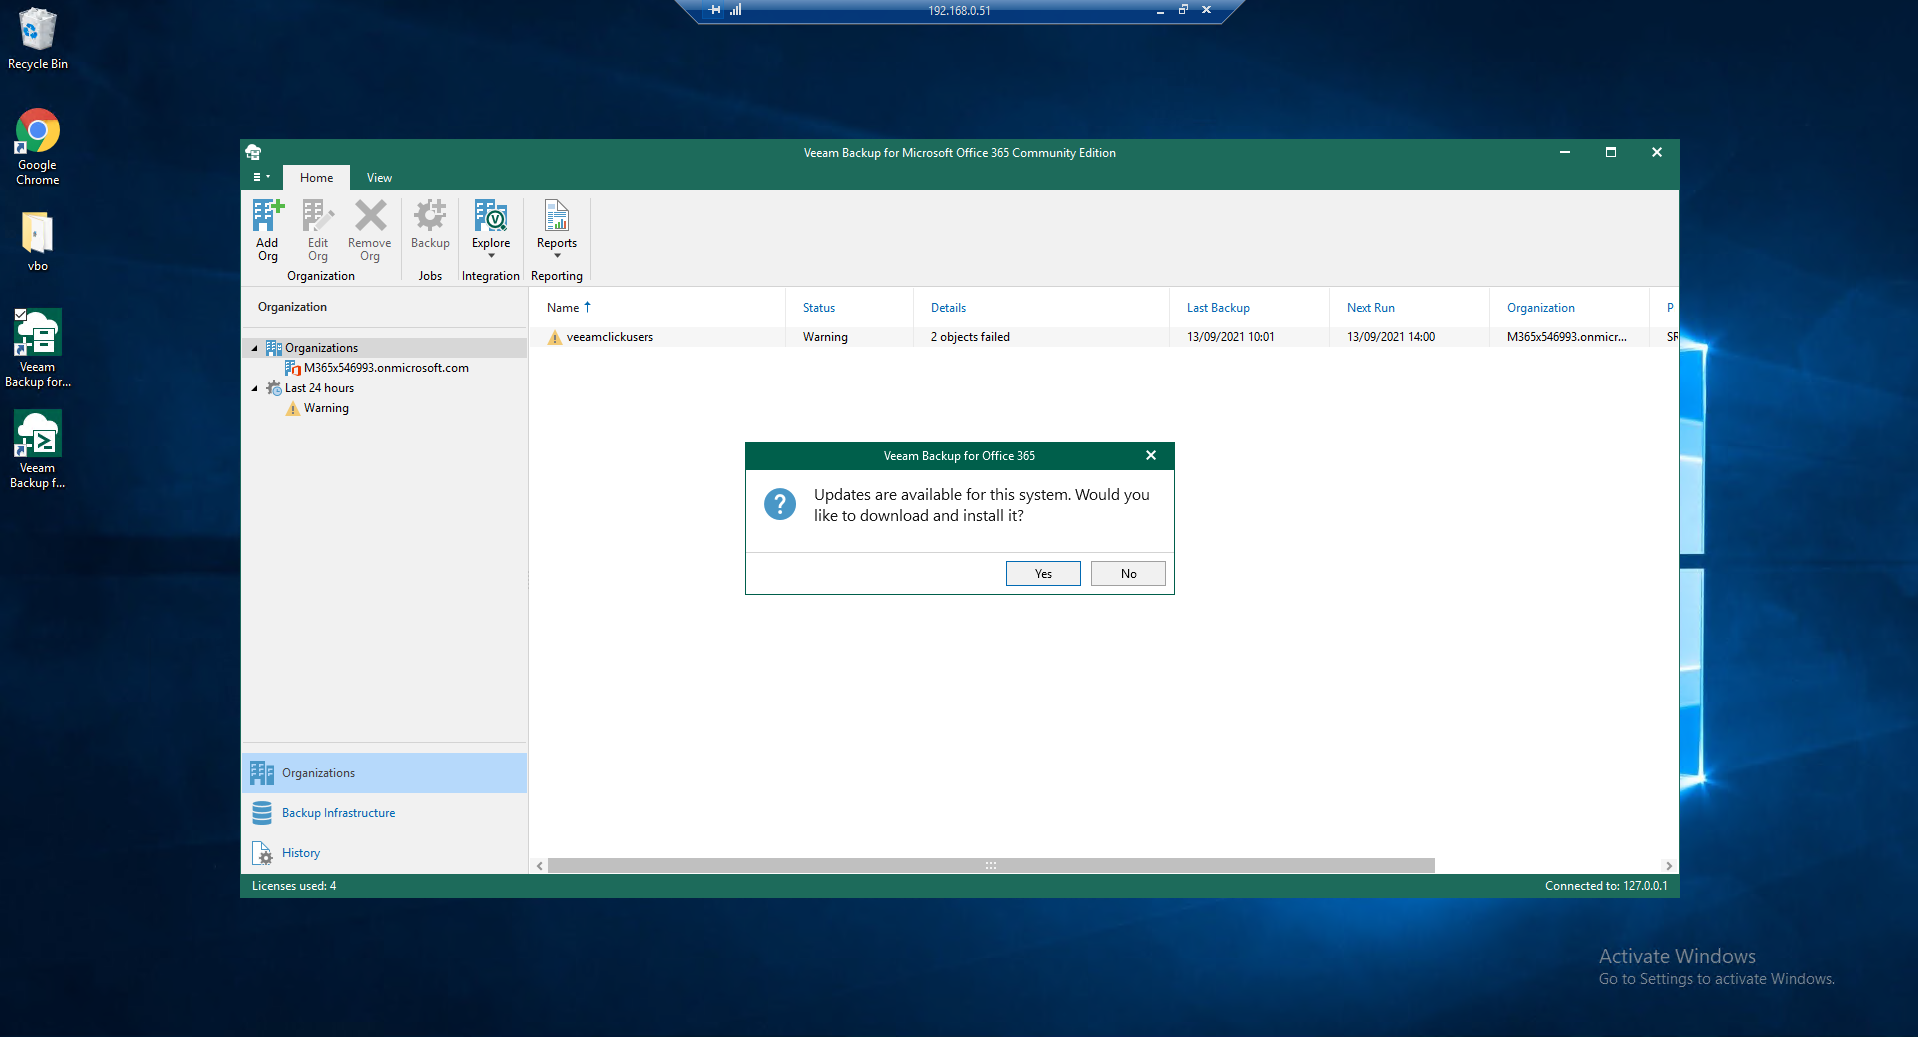 192.168.0.51
Recycle Bin
Google
Chrome
vbo
Veeam
Backup for...
Veeam
Backup f...
Veeam Backup for Microsoft Office 365 Community Edition
Home View
Add
Org
Edit
Org
Remove
Org
Backup
Explore
Reports
Organization Jobs Integration Reporting
Organization
Organizations
M365x546993.onmicrosoft.com
Last 24 hours
Warning
Name Status Details Last Backup Next Run Organization P
veeamclickusers Warning 2 objects failed 13/09/2021 10:01 13/09/2021 14:00 M365x546993.onmicr...
Veeam Backup for Office 365
Updates are available for this system. Would you
like to download and install it?
Yes No
Organizations
Backup Infrastructure
History
Licenses used: 4
Connected to: 127.0.0.1
Activate Windows
Go to Settings to activate Windows.